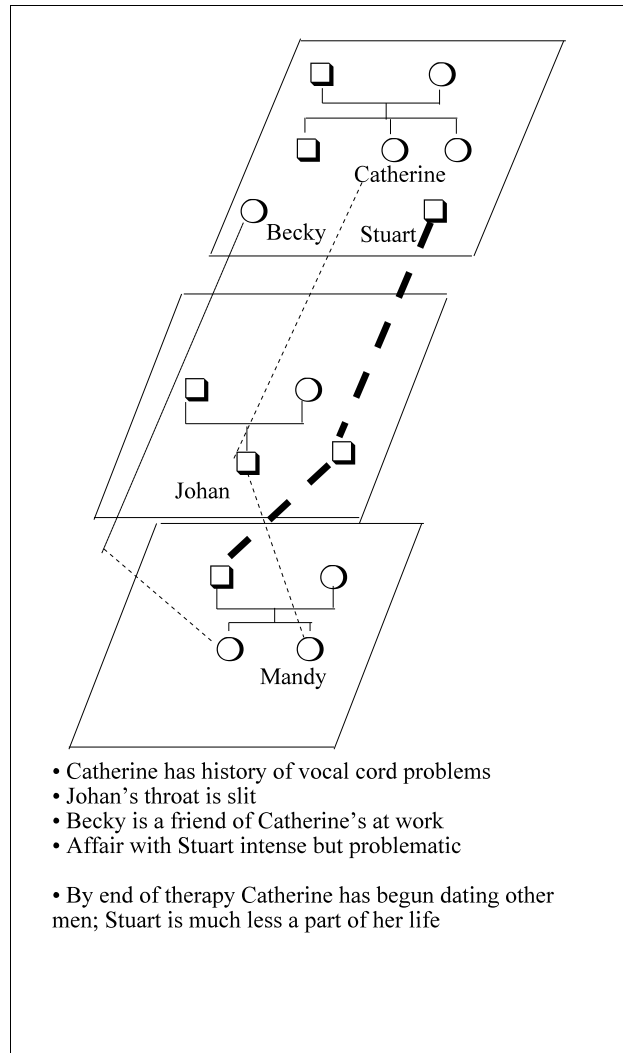 Catherine
Becky
Stuart
Johan
Mandy
• Catherine has history of vocal cord problems
• Johan's throat is slit
• Becky is a friend of Catherine's at work
• Affair with Stuart intense but problematic
• By end of therapy Catherine has begun dating other
men; Stuart is much less a part of her life